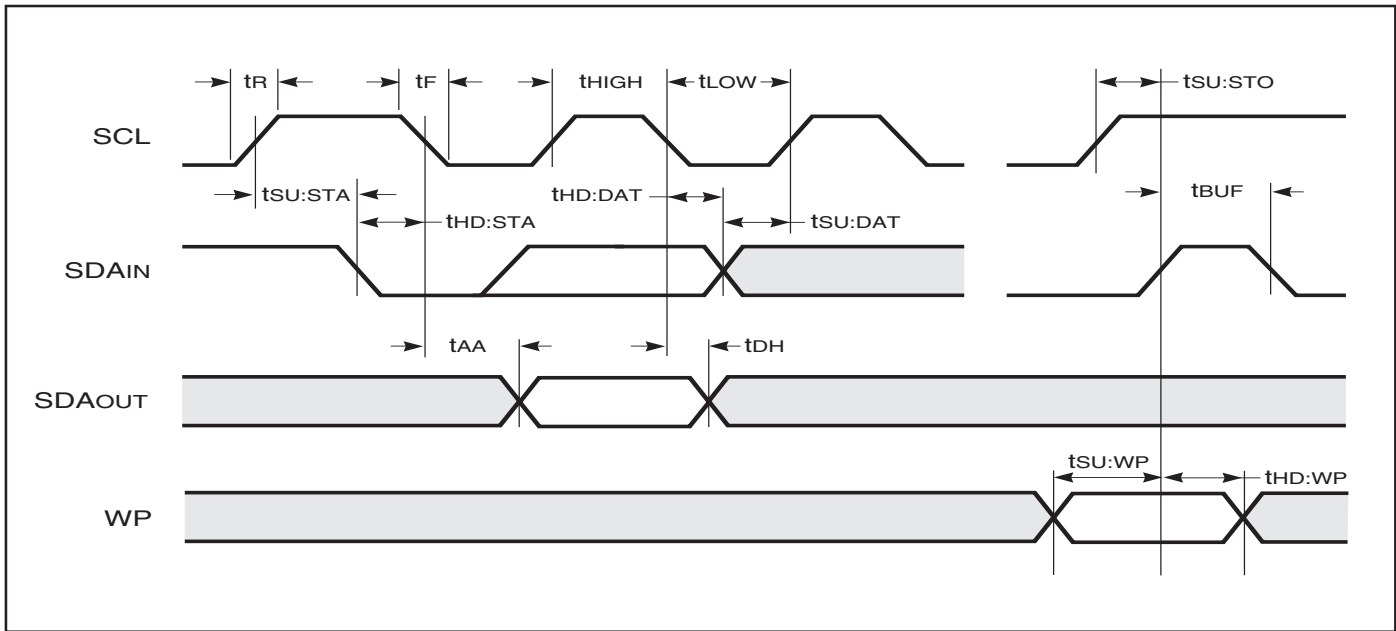 tR
tF
tHIGH
tLOW
tSU:STO
SCL
tSU:STA
tHD:STA
tHD:DAT
tSU:DAT
tBUF
SDAIN
tAA
tDH
SDAOUT
tSU:WP
tHD:WP
WP